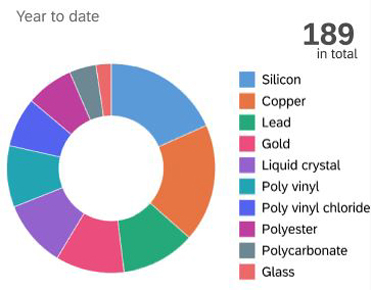 Year to date
189
in total
Silicon
Copper
Lead
Gold
Liquid crystal
Poly vinyl
Poly vinyl chloride
Polyester
Polycarbonate
Glass